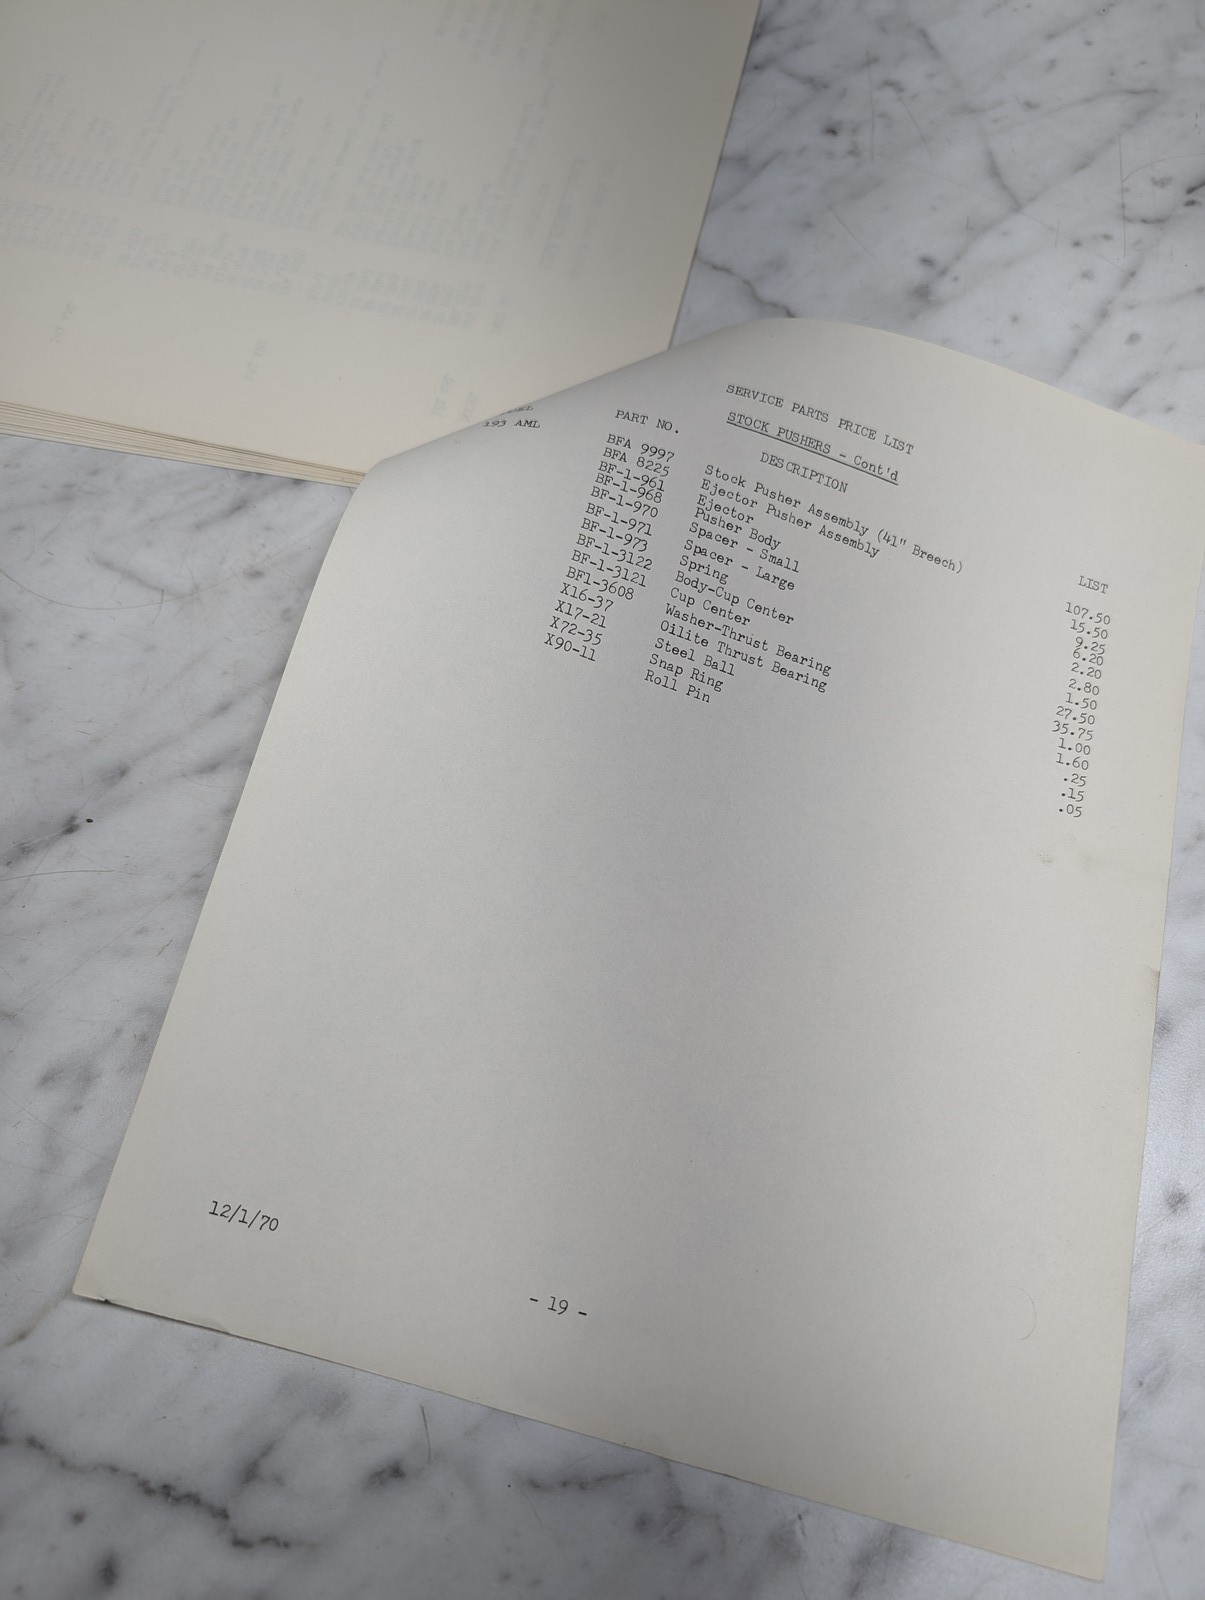 SERVICE PARTS PRICE LIST
STOCK PUSHERS - Cont'd
PART NO. DESCRIPTION LIST
193 AML BFA 9997 Stock Pusher Assembly (41" Breech) 107.50
BFA 8225 Ejector Pusher Assembly 15.50
BF-1-961 Ejector 9.25
BF-1-968 Pusher Body 6.20
BF-1-970 Spacer - Small 2.20
BF-1-971 Spacer - Large 2.80
BF-1-973 Spring 1.50
BF-1-3122 Body-Cup Center 27.50
BF-1-3121 Cup Center 35.75
BF1-3608 Washer-Thrust Bearing 1.00
X16-37 Oilite Thrust Bearing 1.60
X17-21 Steel Ball .25
X72-35 Snap Ring .15
X90-11 Roll Pin .05
12/1/70
- 19 -